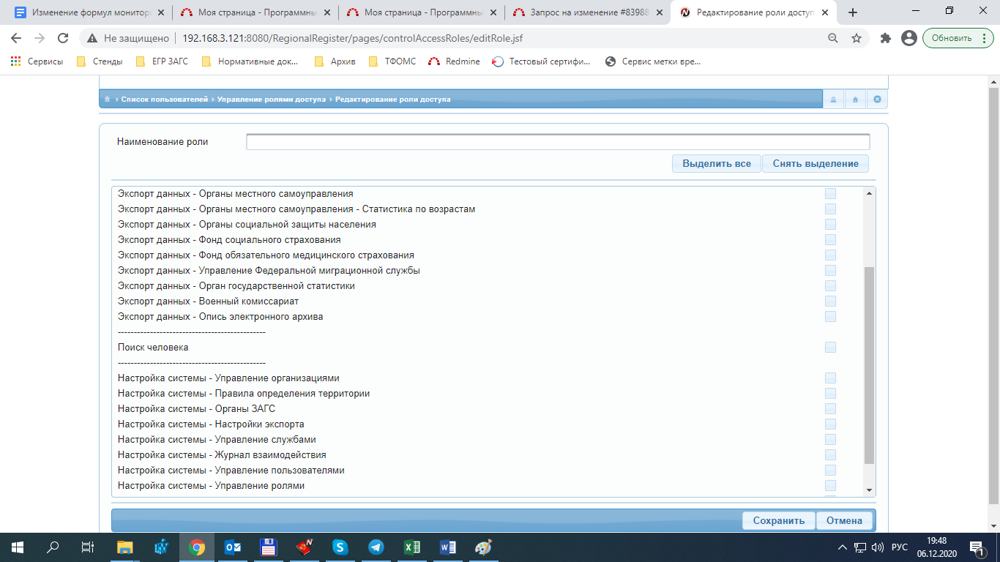 Изменение формул монитор
Моя страница - Программны
Моя страница - Программны
Запрос на изменение #83988
Редактирование роли доступ
Не защищено
192.168.3.121:8080/RegionalRegister/pages/controlAccessRoles/editRole.jsf
Обновить
Сервисы
Стенды
ЕГР ЗАГС
Нормативные док...
Архив
ТФОМС
Redmine
Тестовый сертифи...
Сервис метки вре...
Список пользователей
Управление ролями доступа
Редактирование роли доступа
Наименование роли
Выделить все
Снять выделение
Экспорт данных - Органы местного самоуправления
Экспорт данных - Органы местного самоуправления - Статистика по возрастам
Экспорт данных - Органы социальной защиты населения
Экспорт данных - Фонд социального страхования
Экспорт данных - Фонд обязательного медицинского страхования
Экспорт данных - Управление Федеральной миграционной службы
Экспорт данных - Орган государственной статистики
Экспорт данных - Военный комиссариат
Экспорт данных - Опись электронного архива
----------------------------------------------
Поиск человека
----------------------------------------------
Настройка системы - Управление организациями
Настройка системы - Правила определения территории
Настройка системы - Органы ЗАГС
Настройка системы - Настройки экспорта
Настройка системы - Управление службами
Настройка системы - Журнал взаимодействия
Настройка системы - Управление пользователями
Настройка системы - Управление ролями
Сохранить
Отмена
РУС
19:48
06.12.2020
1